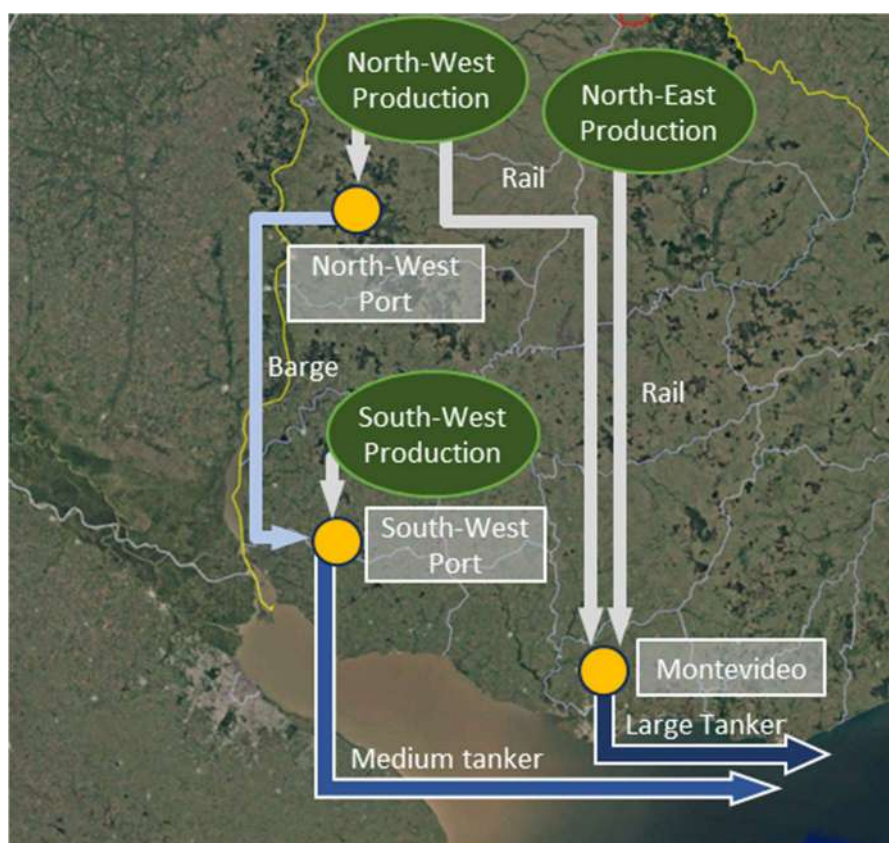 North-West
Production
North-East
Production
Rail
North-West
Port
Barge
Rail
South-West
Production
South-West
Port
Montevideo
Large Tanker
Medium tanker